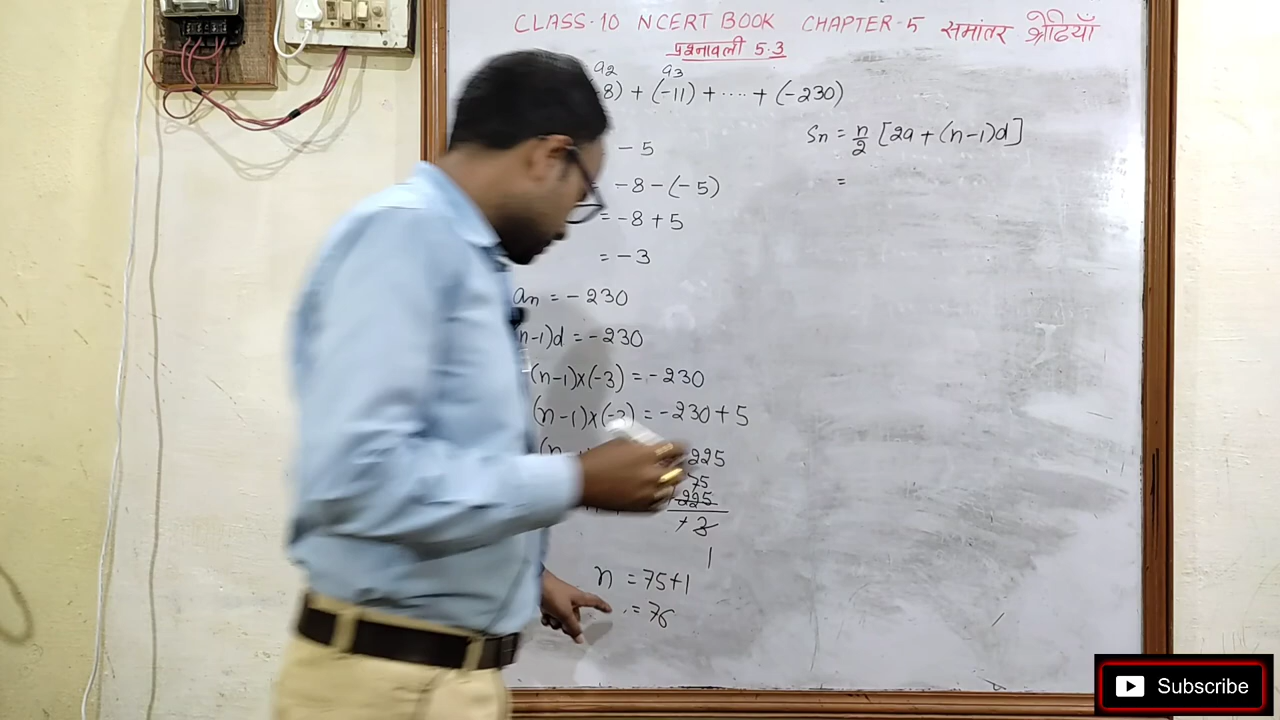 CLASS-10 NCERT BOOK CHAPTER-5 समांतर श्रेढियाँ
प्रश्नावली 5.3
a2 a3
-8) + (-11) + ..... + (-230)
- 5
= -8 - (-5)
= -8 + 5
= -3
an = -230
n-1)d = -230
(n-1)x(-3) = -230
(n-1)x(-3) = -230 + 5
225
75
225
+ 3
1
n = 75+1
= 76
Sn = n/2 [2a + (n-1)d]
=
Subscribe